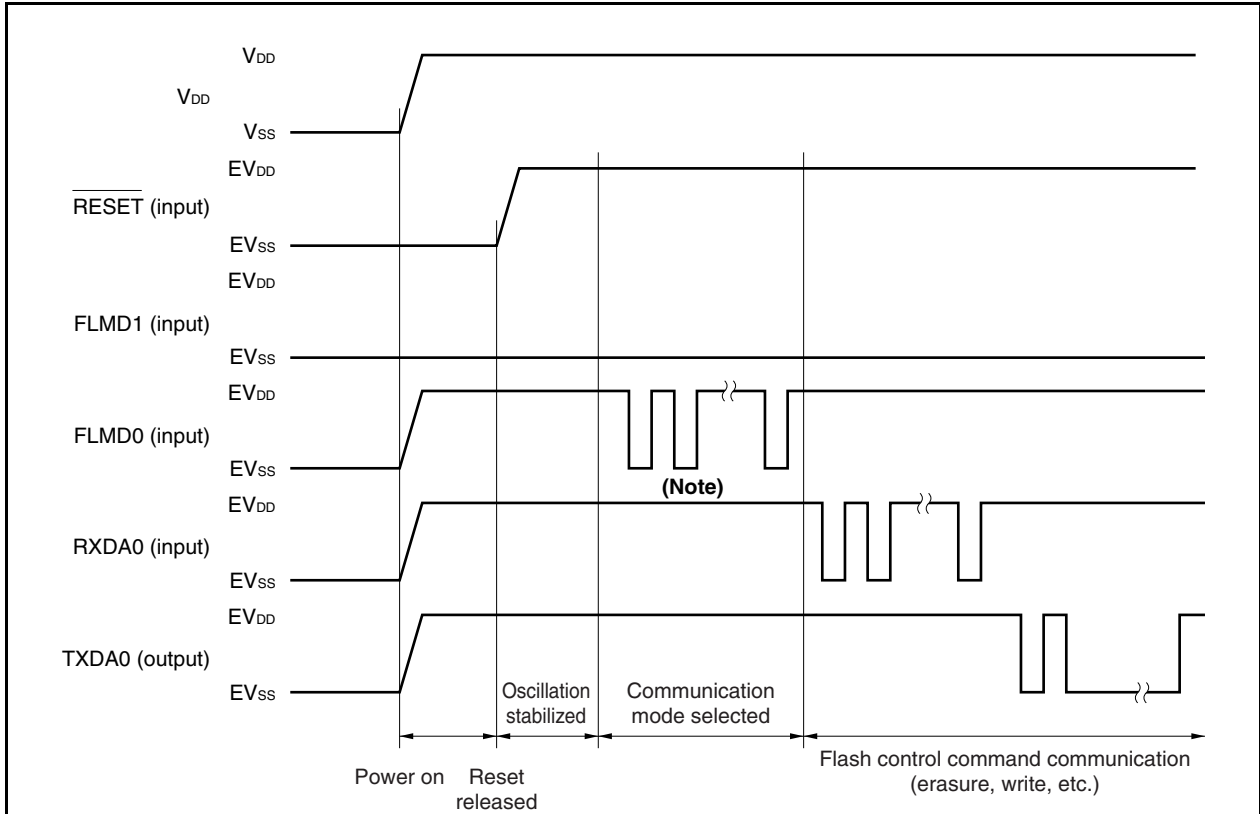 VDD
VDD
VSS
EVDD
RESET (input)
EVSS
EVDD
FLMD1 (input)
EVSS
EVDD
FLMD0 (input)
EVSS
(Note)
EVDD
RXDA0 (input)
EVSS
EVDD
TXDA0 (output)
EVSS
Oscillation
stabilized
Communication
mode selected
Power on
Reset
released
Flash control command communication
(erasure, write, etc.)